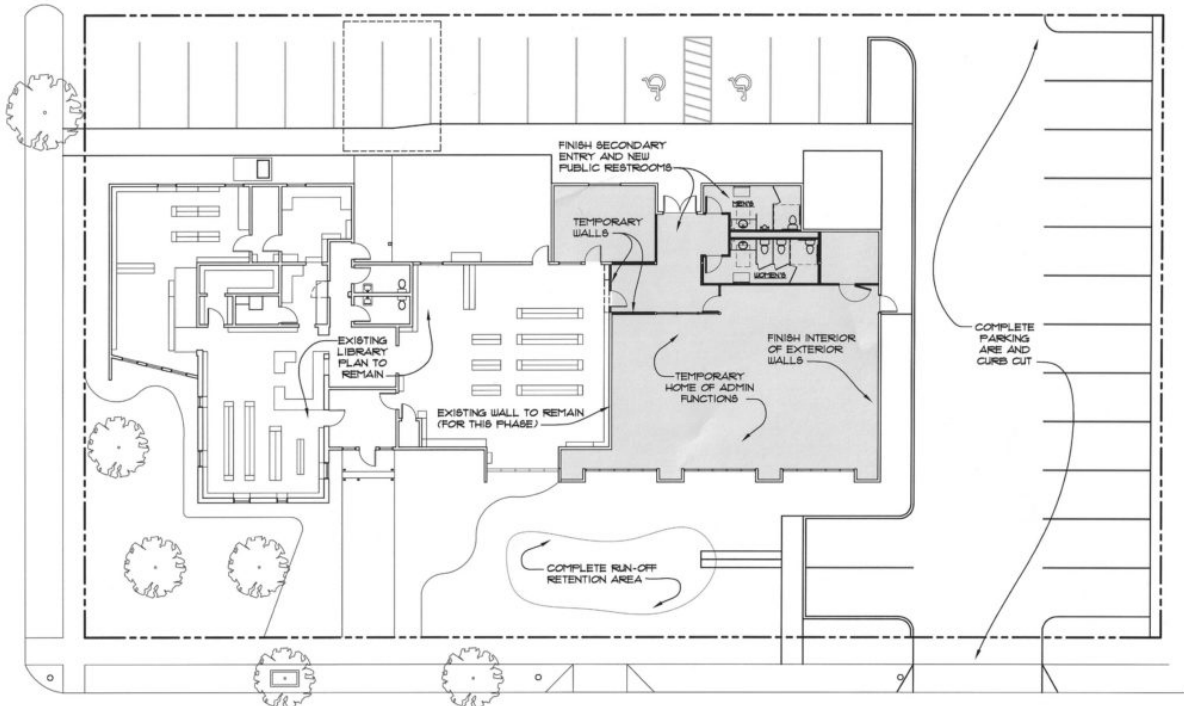 FINISH SECONDARY
ENTRY AND NEW
PUBLIC RESTROOMS
MEN'S
TEMPORARY
WALLS
WOMEN'S
EXISTING
LIBRARY
PLAN TO
REMAIN
COMPLETE
PARKING
ARE AND
CURB CUT
FINISH INTERIOR
OF EXTERIOR
WALLS
TEMPORARY
HOME OF ADMIN
FUNCTIONS
EXISTING WALL TO REMAIN
(FOR THIS PHASE)
COMPLETE RUN-OFF
RETENTION AREA